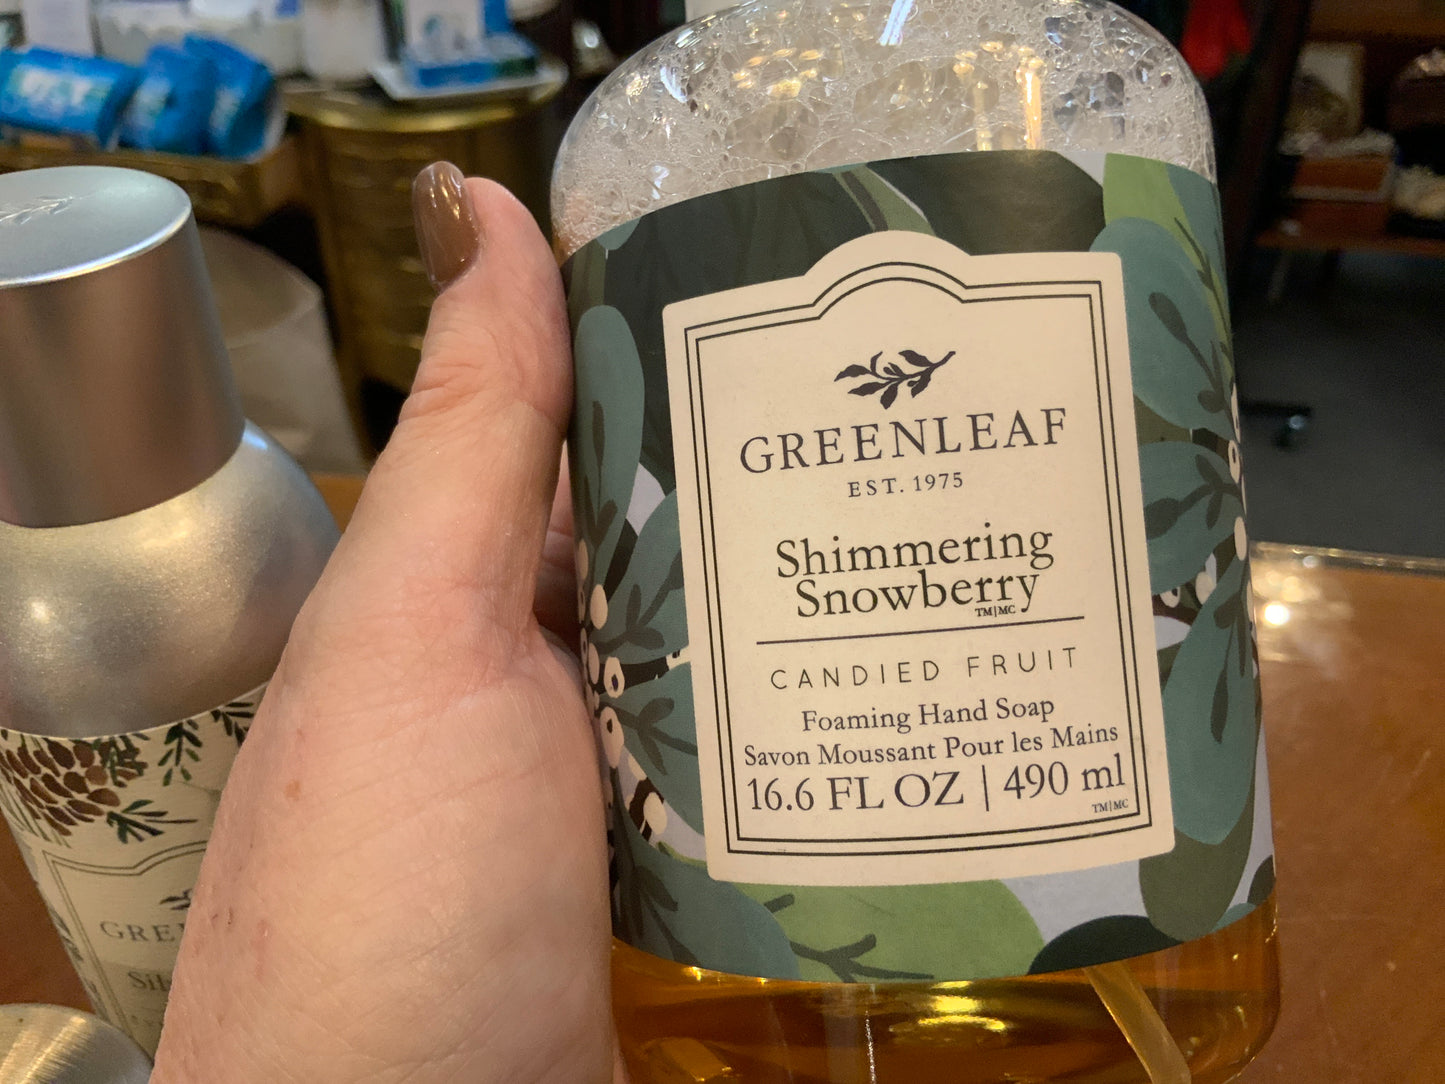 GREENLEAF
EST. 1975
Shimmering
Snowberry
TM|MC
CANDIED FRUIT
Foaming Hand Soap
Savon Moussant Pour les Mains
16.6 FL OZ | 490 ml
TM|MC